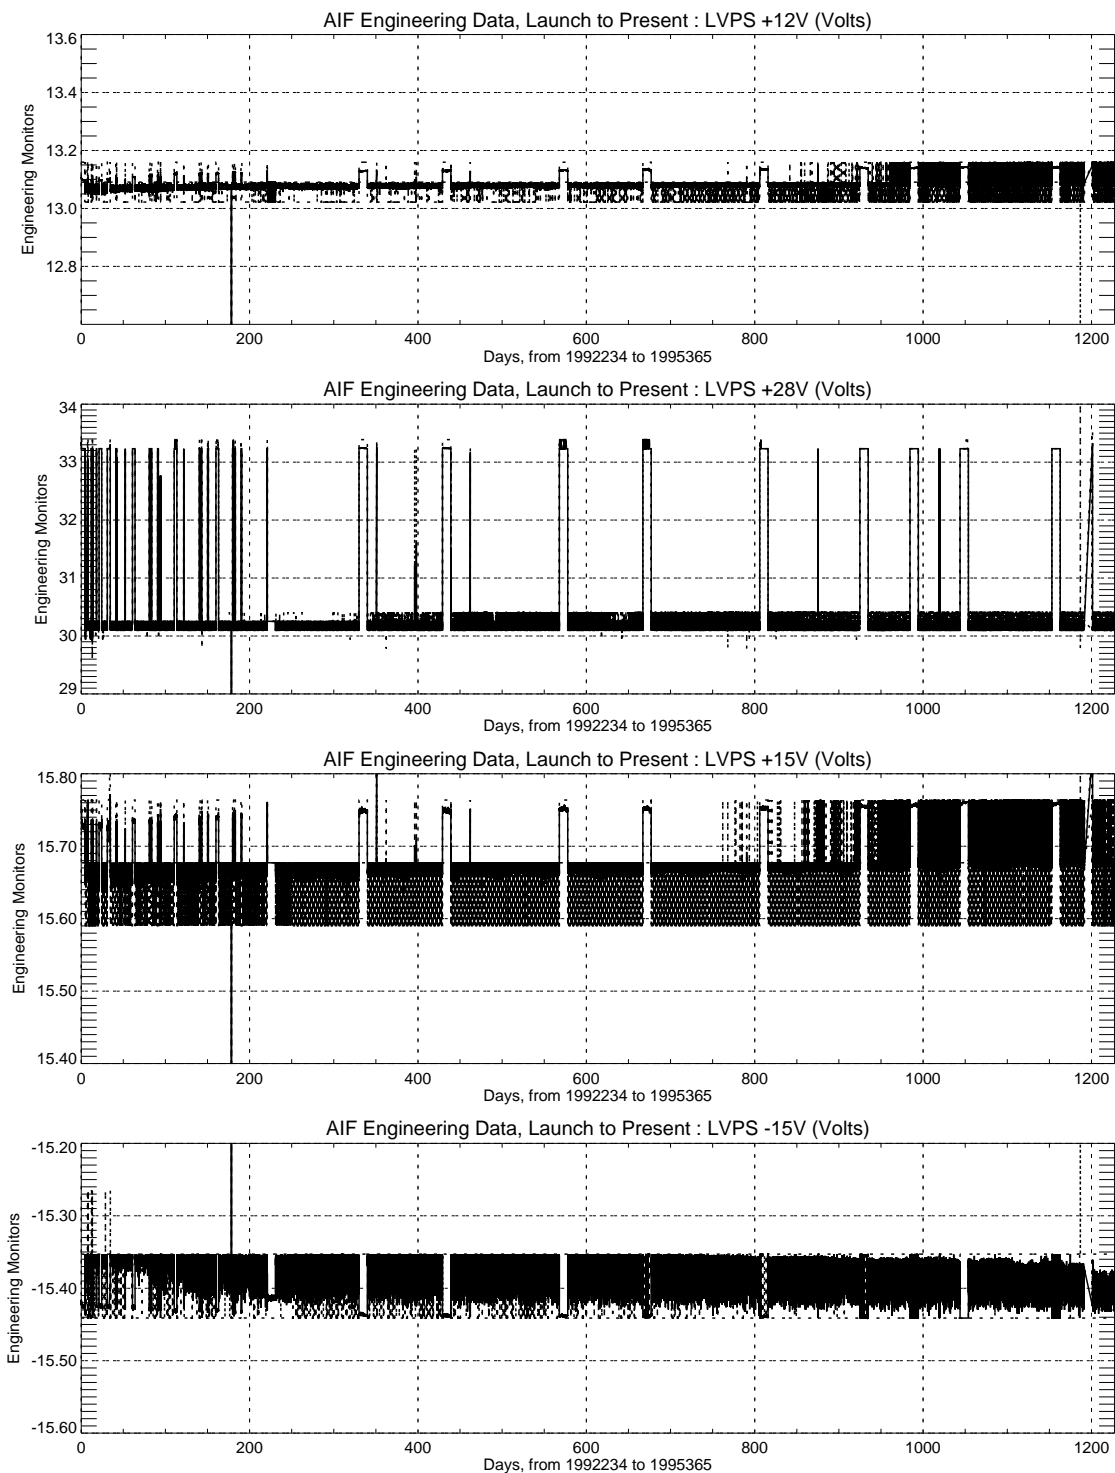 AIF Engineering Data, Launch to Present : LVPS +12V (Volts)
13.6
13.4
13.2
13.0
12.8
Engineering Monitors
0 200 400 600 800 1000 1200
Days, from 1992234 to 1995365
AIF Engineering Data, Launch to Present : LVPS +28V (Volts)
34
33
32
31
30
29
Engineering Monitors
0 200 400 600 800 1000 1200
Days, from 1992234 to 1995365
AIF Engineering Data, Launch to Present : LVPS +15V (Volts)
15.80
15.70
15.60
15.50
15.40
Engineering Monitors
0 200 400 600 800 1000 1200
Days, from 1992234 to 1995365
AIF Engineering Data, Launch to Present : LVPS -15V (Volts)
-15.20
-15.30
-15.40
-15.50
-15.60
Engineering Monitors
0 200 400 600 800 1000 1200
Days, from 1992234 to 1995365